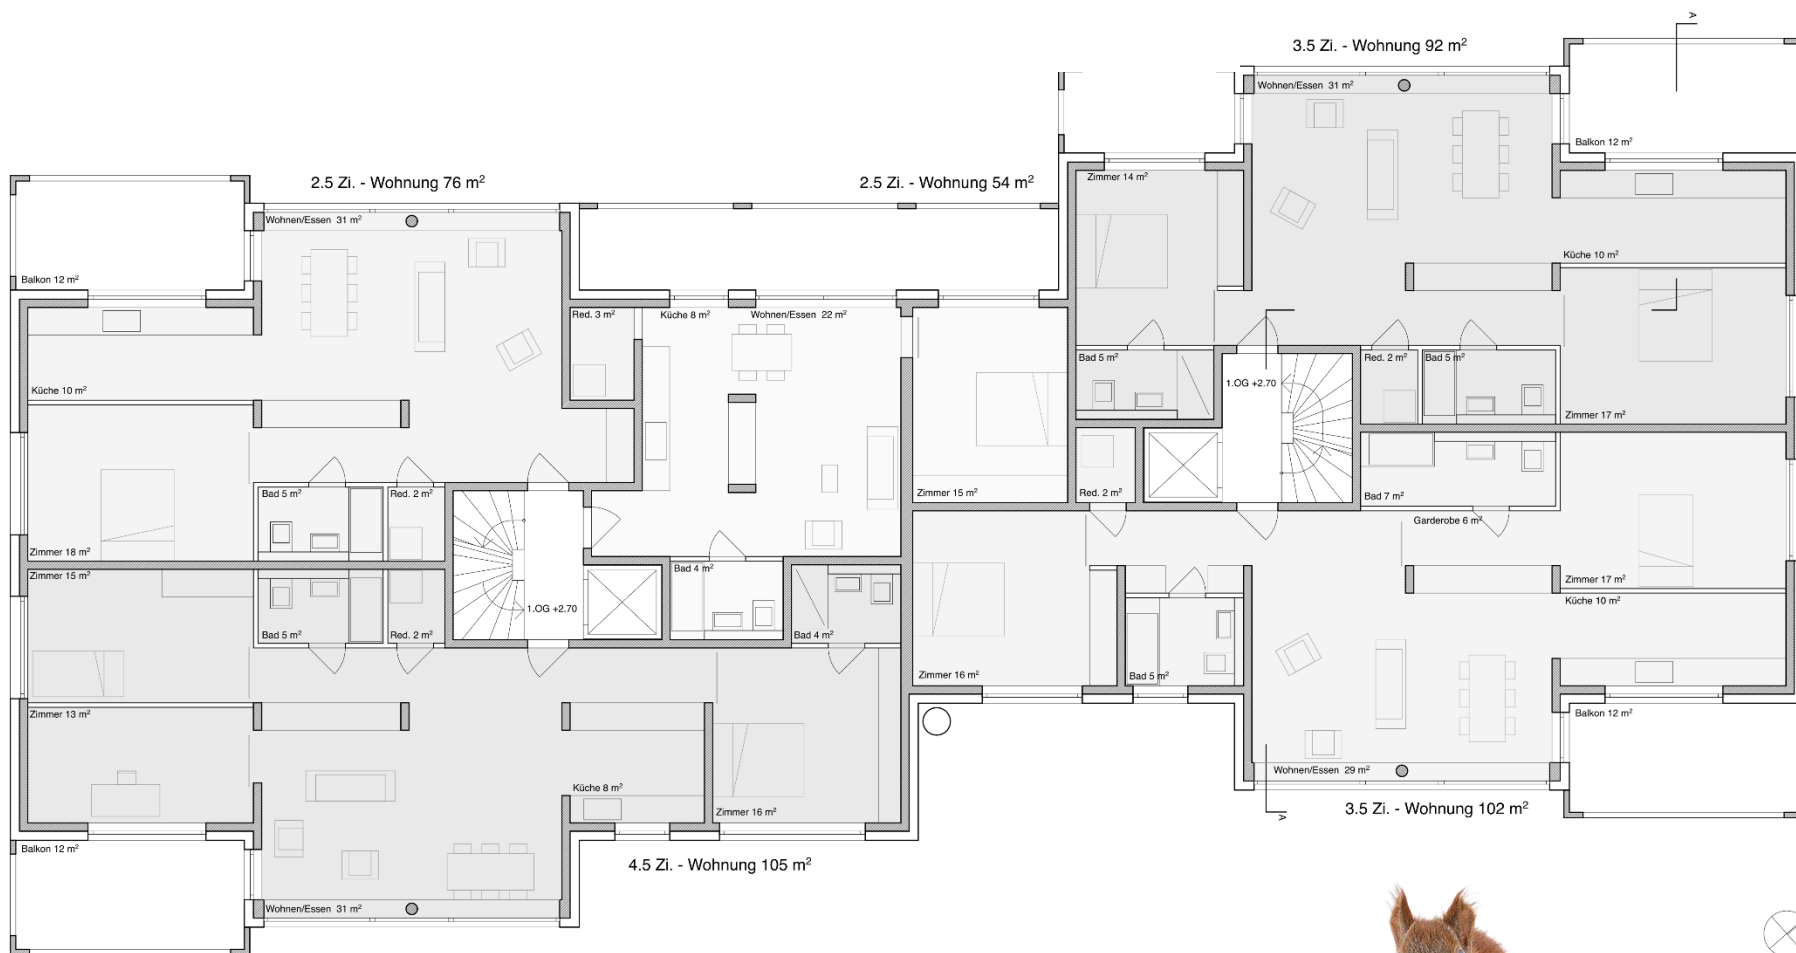 A
3.5 Zi. - Wohnung 92 m²
Wohnen/Essen 31 m²
Balkon 12 m²
Zimmer 14 m²
2.5 Zi. - Wohnung 76 m²
2.5 Zi. - Wohnung 54 m²
Wohnen/Essen 31 m²
Küche 10 m²
Balkon 12 m²
Red. 3 m²
Küche 8 m²
Wohnen/Essen 22 m²
Bad 5 m²
Red. 2 m²
Bad 5 m²
1.OG +2.70
Küche 10 m²
Zimmer 17 m²
Bad 5 m²
Red. 2 m²
Zimmer 15 m²
Red. 2 m²
Bad 7 m²
Garderobe 6 m²
Zimmer 18 m²
Zimmer 15 m²
Bad 4 m²
Zimmer 17 m²
Küche 10 m²
1.OG +2.70
Bad 5 m²
Red. 2 m²
Bad 4 m²
Zimmer 16 m²
Bad 5 m²
Zimmer 13 m²
Balkon 12 m²
Wohnen/Essen 29 m²
Küche 8 m²
Zimmer 16 m²
3.5 Zi. - Wohnung 102 m²
A
Balkon 12 m²
4.5 Zi. - Wohnung 105 m²
Wohnen/Essen 31 m²